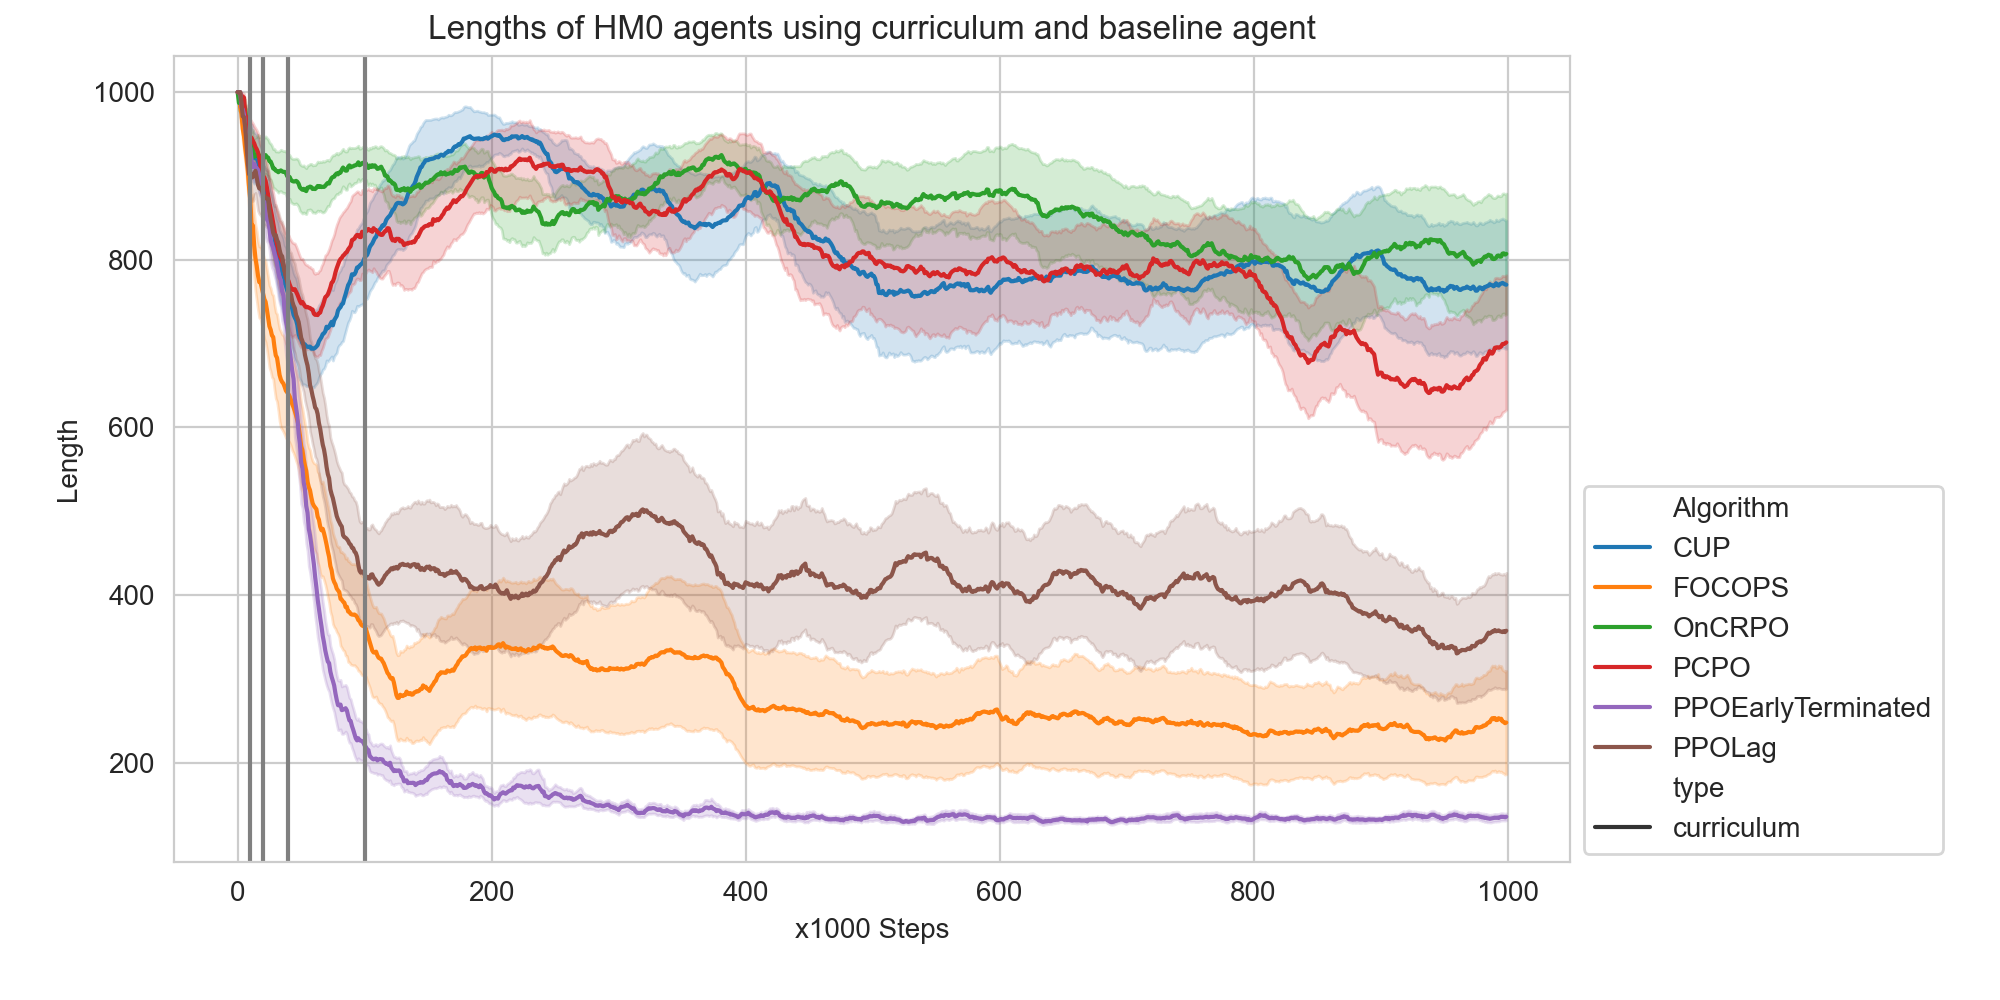 Lengths of HM0 agents using curriculum and baseline agent
1000
800
600
400
200
Length
0
200
400
600
800
1000
x1000 Steps
Algorithm
CUP
FOCOPS
OnCRPO
PCPO
PPOEarlyTerminated
PPOLag
type
curriculum